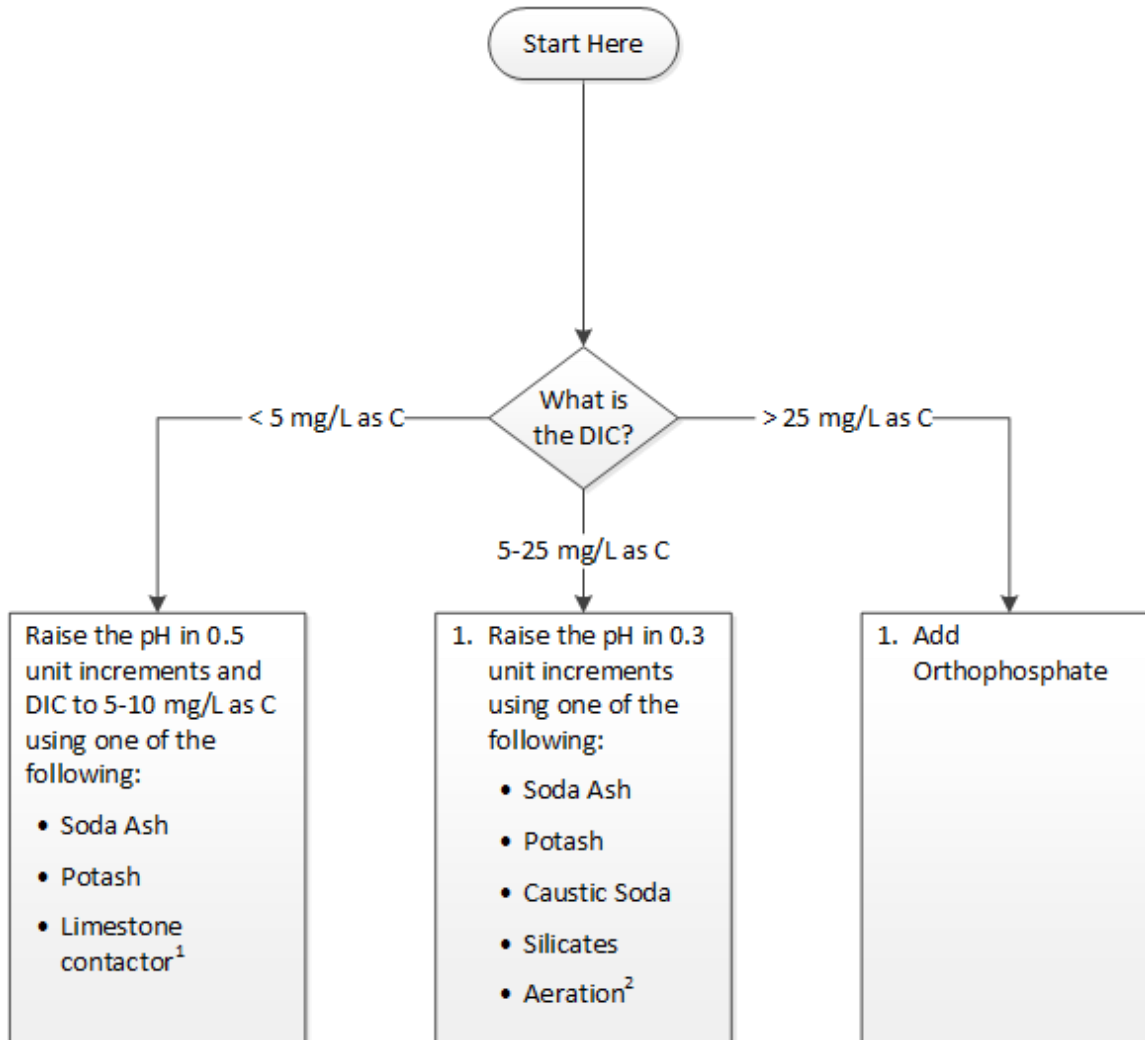 Start Here
What is
the DIC?
< 5 mg/L as C
> 25 mg/L as C
5-25 mg/L as C
Raise the pH in 0.5
unit increments and
DIC to 5-10 mg/L as C
using one of the
following:
• Soda Ash
• Potash
• Limestone
contactor¹
1. Raise the pH in 0.3
unit increments
using one of the
following:
• Soda Ash
• Potash
• Caustic Soda
• Silicates
• Aeration²
1. Add
Orthophosphate